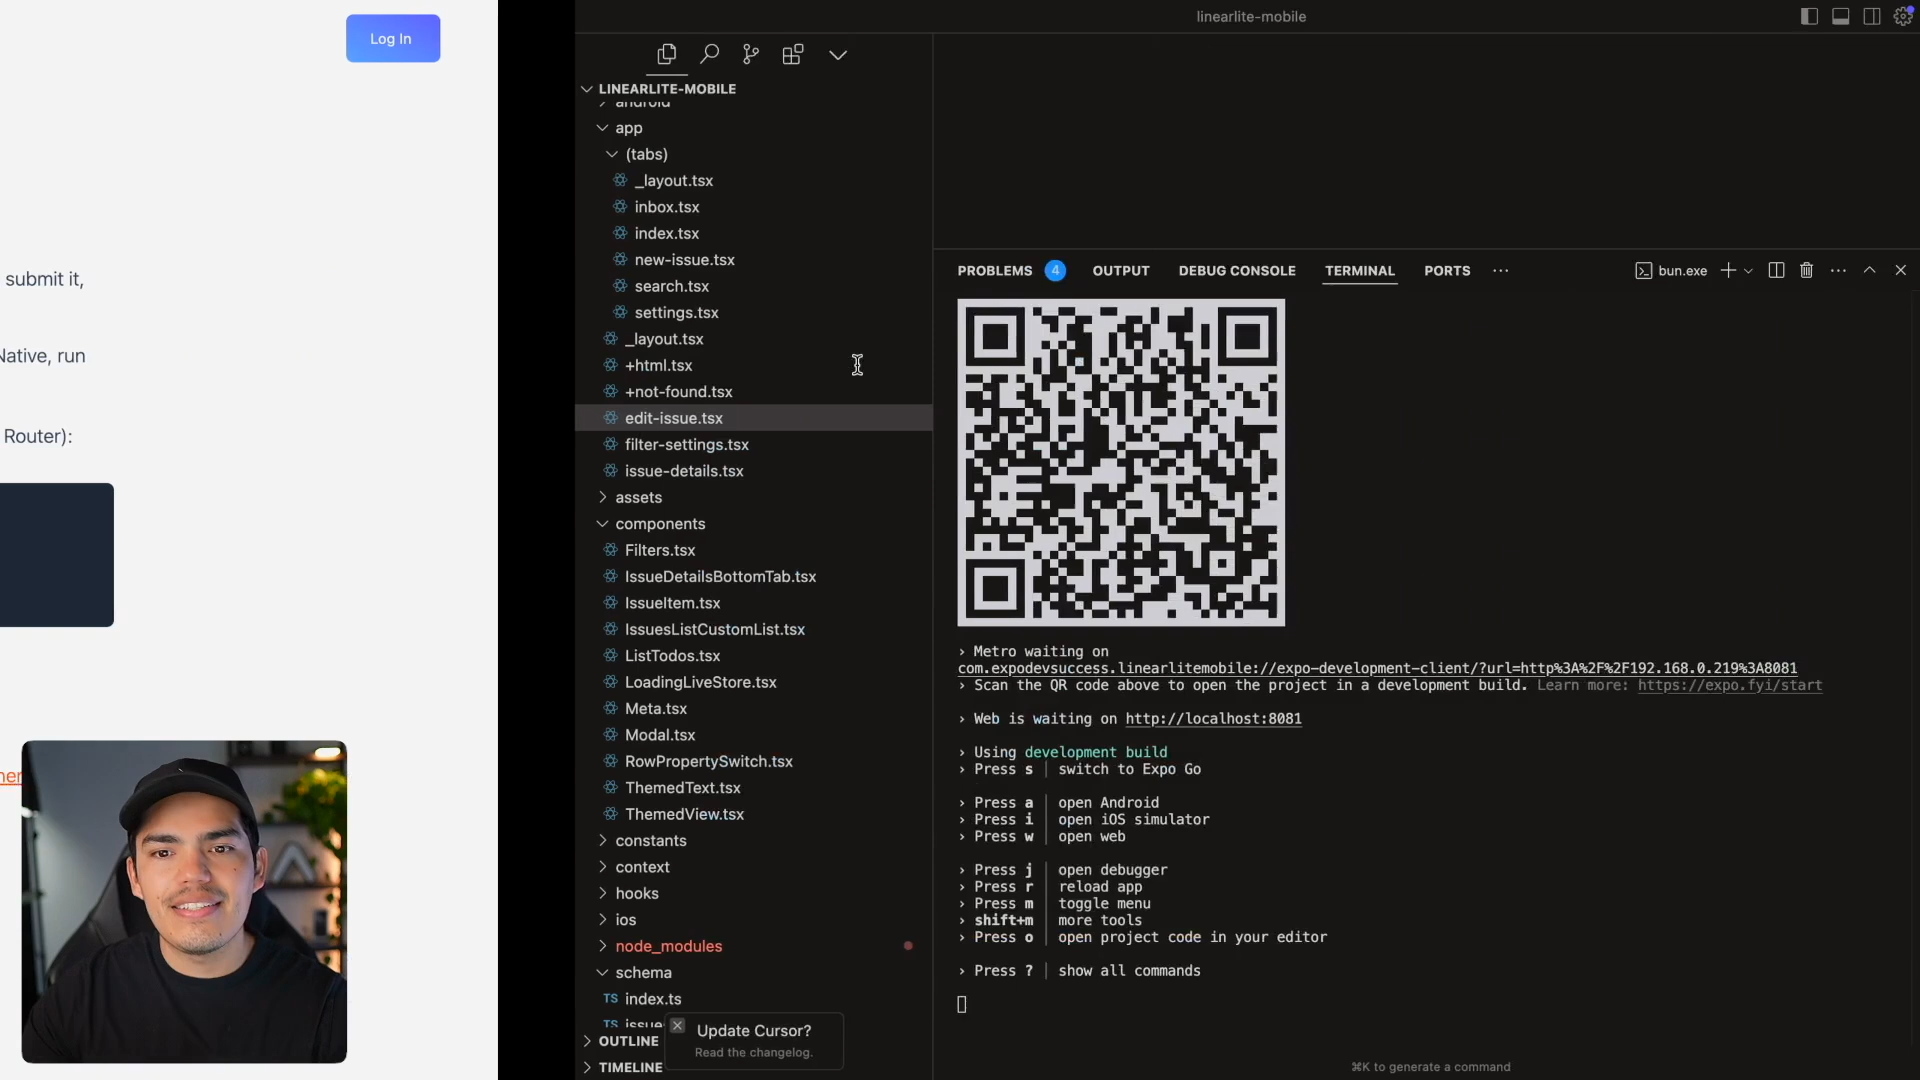 Log In
submit it,
Native, run
Router):
linearlite-mobile
LINEARLITE-MOBILE
android
app
(tabs)
_layout.tsx
inbox.tsx
index.tsx
new-issue.tsx
search.tsx
settings.tsx
_layout.tsx
+html.tsx
+not-found.tsx
edit-issue.tsx
filter-settings.tsx
issue-details.tsx
assets
components
Filters.tsx
IssueDetailsBottomTab.tsx
IssueItem.tsx
IssuesListCustomList.tsx
ListTodos.tsx
LoadingLiveStore.tsx
Meta.tsx
Modal.tsx
RowPropertySwitch.tsx
ThemedText.tsx
ThemedView.tsx
constants
context
hooks
ios
node_modules
schema
TS index.ts
TS issue
OUTLINE
TIMELINE
Update Cursor?
Read the changelog.
PROBLEMS 4 OUTPUT DEBUG CONSOLE TERMINAL PORTS ··· bun.exe
› Metro waiting on
com.expodevsuccess.linearlitemobile://expo-development-client/?url=http%3A%2F%2F192.168.0.219%3A8081
› Scan the QR code above to open the project in a development build. Learn more: https://expo.fyi/start
› Web is waiting on http://localhost:8081
› Using development build
› Press s │ switch to Expo Go
› Press a │ open Android
› Press i │ open iOS simulator
› Press w │ open web
› Press j │ open debugger
› Press r │ reload app
› Press m │ toggle menu
› shift+m │ more tools
› Press o │ open project code in your editor
› Press ? │ show all commands
⌘K to generate a command